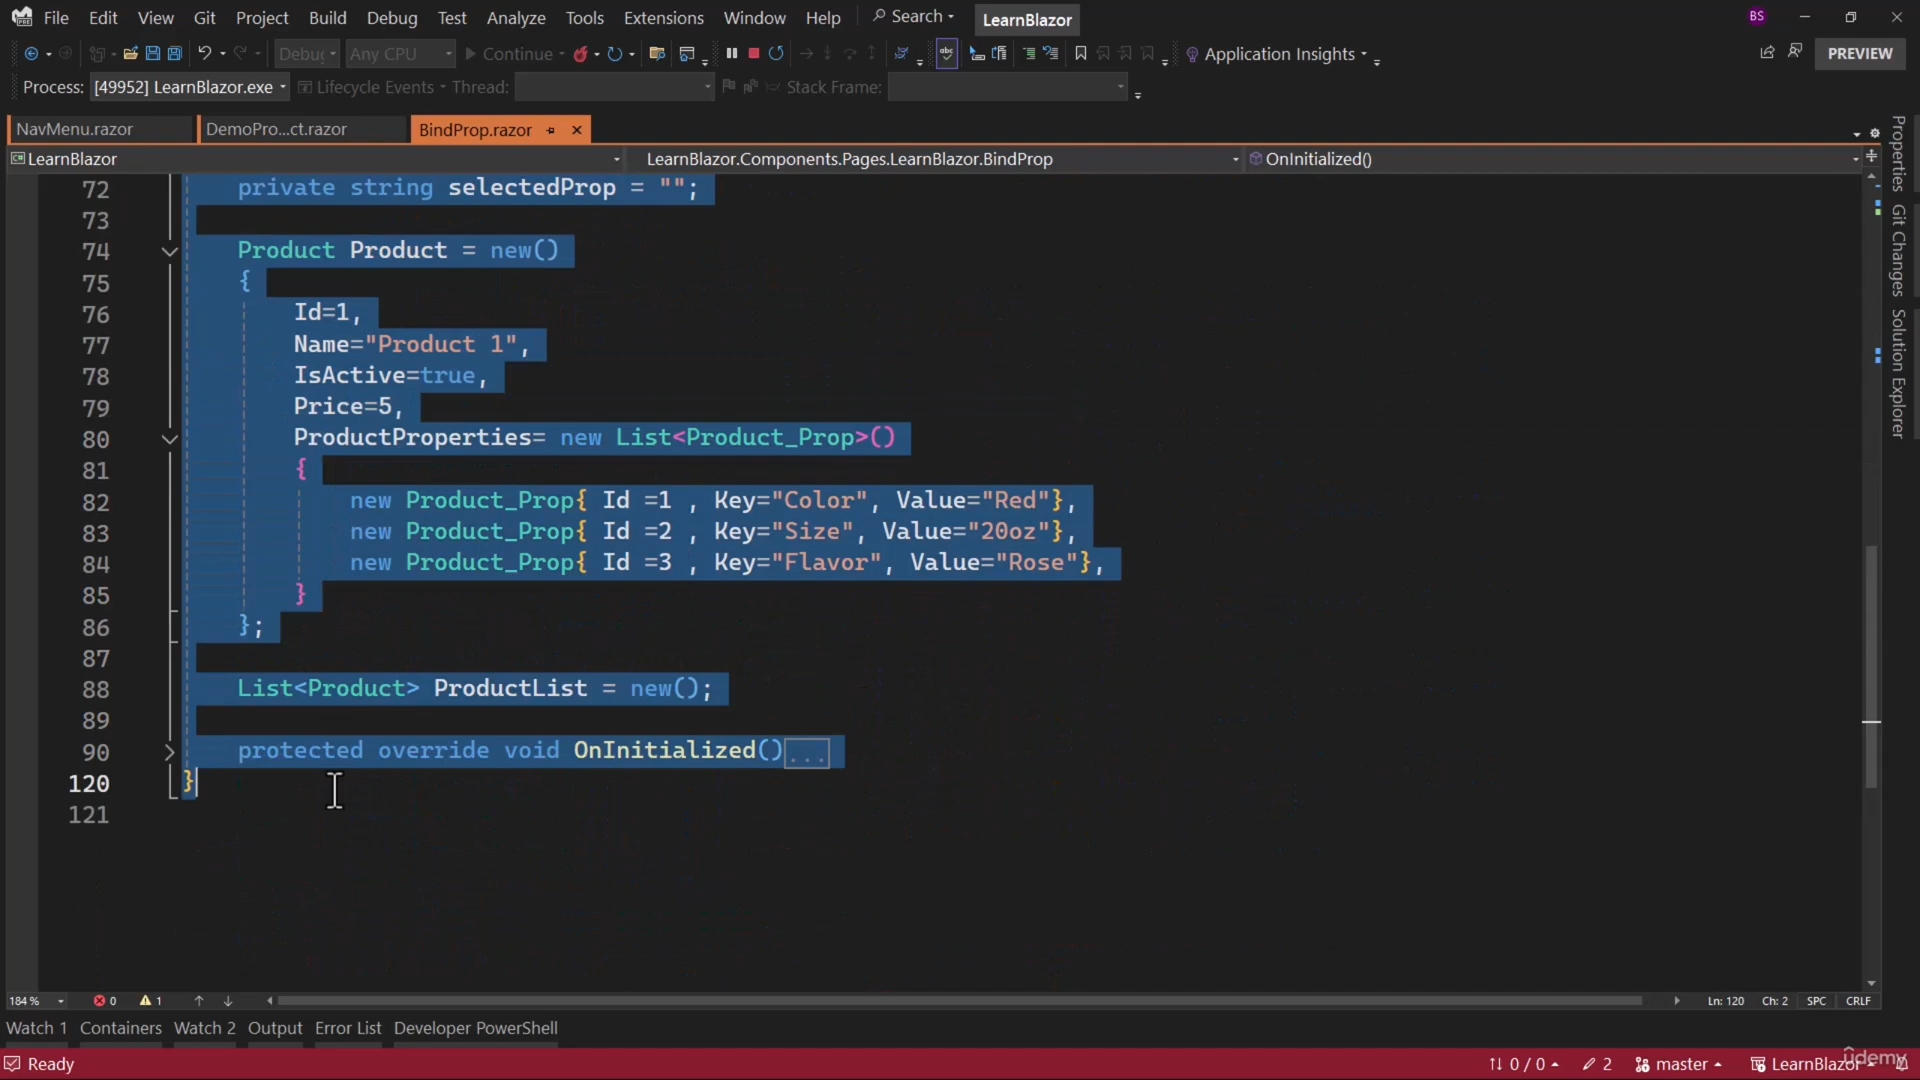 File Edit View Git Project Build Debug Test Analyze Tools Extensions Window Help Search LearnBlazor BS
Debug Any CPU Continue abc Application Insights PREVIEW
Process: [49952] LearnBlazor.exe Lifecycle Events Thread: Stack Frame:
NavMenu.razor DemoPro...ct.razor BindProp.razor
LearnBlazor LearnBlazor.Components.Pages.LearnBlazor.BindProp OnInitialized()
72 private string selectedProp = "";
73
74 Product Product = new()
75 {
76 Id=1,
77 Name="Product 1",
78 IsActive=true,
79 Price=5,
80 ProductProperties= new List<Product_Prop>()
81 {
82 new Product_Prop{ Id =1 , Key="Color", Value="Red"},
83 new Product_Prop{ Id =2 , Key="Size", Value="20oz"},
84 new Product_Prop{ Id =3 , Key="Flavor", Value="Rose"},
85 }
86 };
87
88 List<Product> ProductList = new();
89
90 protected override void OnInitialized()...
120 }
121
Properties
Git Changes
Solution Explorer
184 % 0 1 Ln: 120 Ch: 2 SPC CRLF
Watch 1 Containers Watch 2 Output Error List Developer PowerShell
Ready 0 / 0 2 master LearnBlazor
udemy